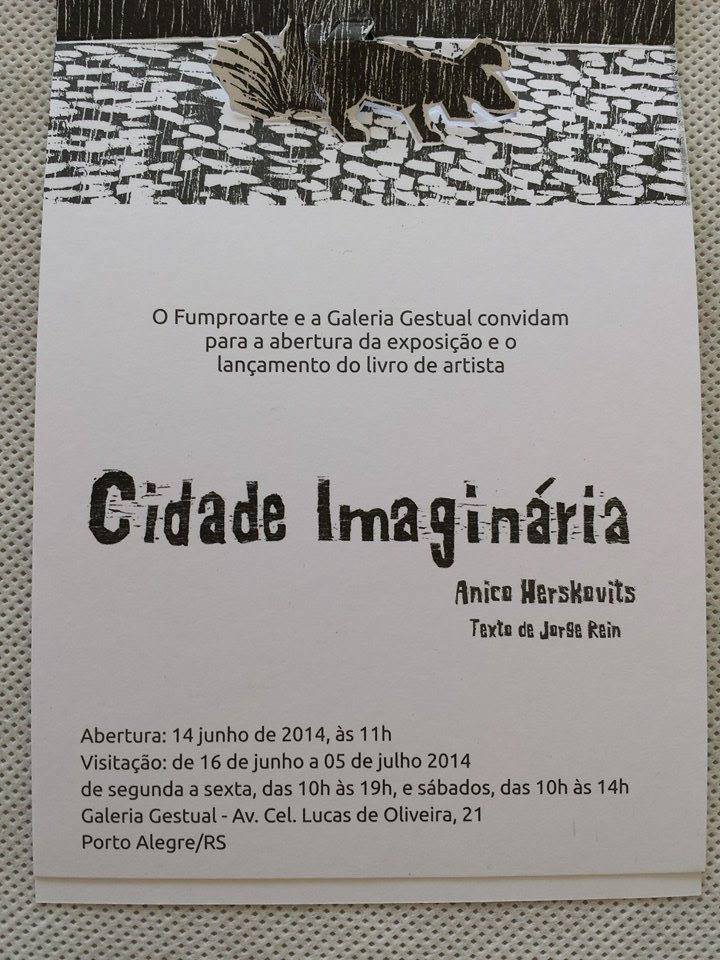 O Fumproarte e a Galeria Gestual convidam
para a abertura da exposição e o
lançamento do livro de artista
Cidade Imaginária
Anico Herskovits
Texto de Jorge Rein
Abertura: 14 junho de 2014, às 11h
Visitação: de 16 de junho a 05 de julho 2014
de segunda a sexta, das 10h às 19h, e sábados, das 10h às 14h
Galeria Gestual - Av. Cel. Lucas de Oliveira, 21
Porto Alegre/RS